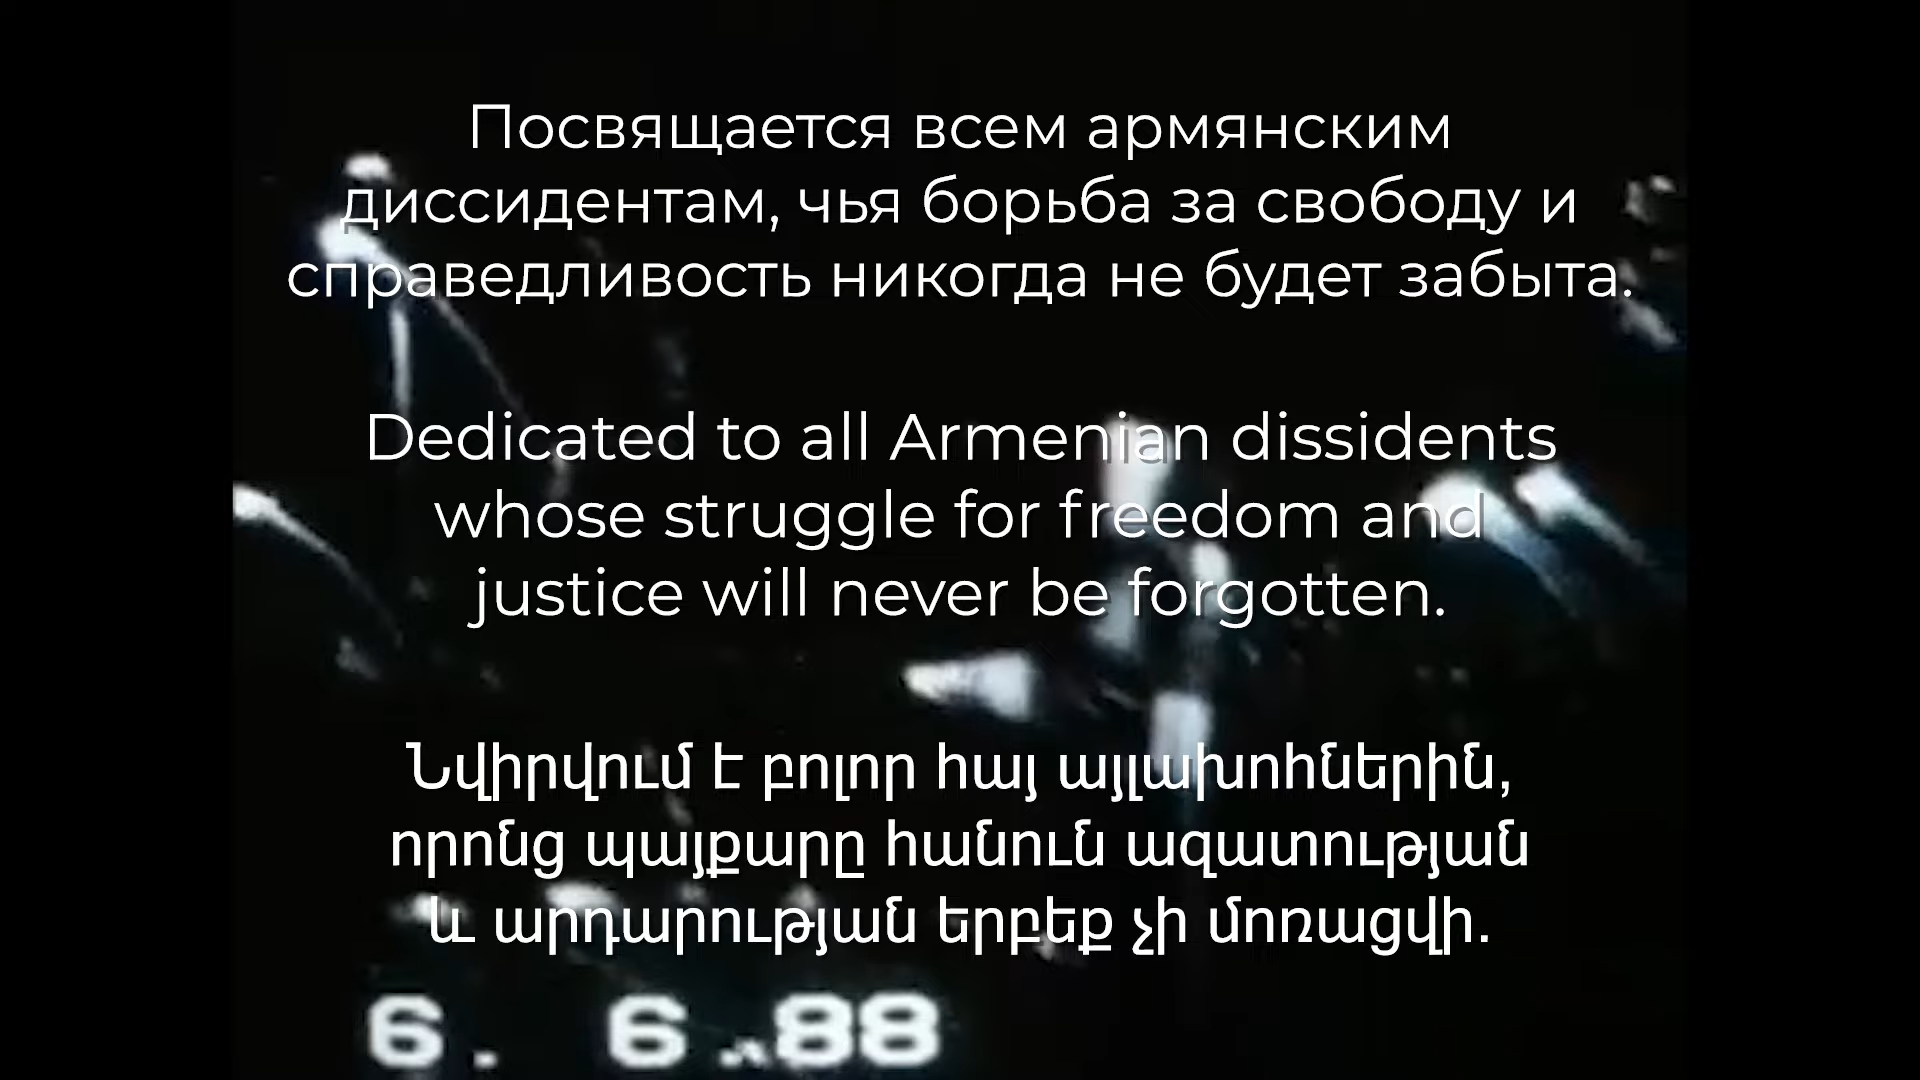 Посвящается всем армянским
диссидентам, чья борьба за свободу и
справедливость никогда не будет забыта.
Dedicated to all Armenian dissidents
whose struggle for freedom and
justice will never be forgotten.
Նվիրվում է բոլոր հայ այլախոհներին,
որոնց պայքարը հանուն ազատության
և արդարության երբեք չի մոռացվի.
6. 6.88